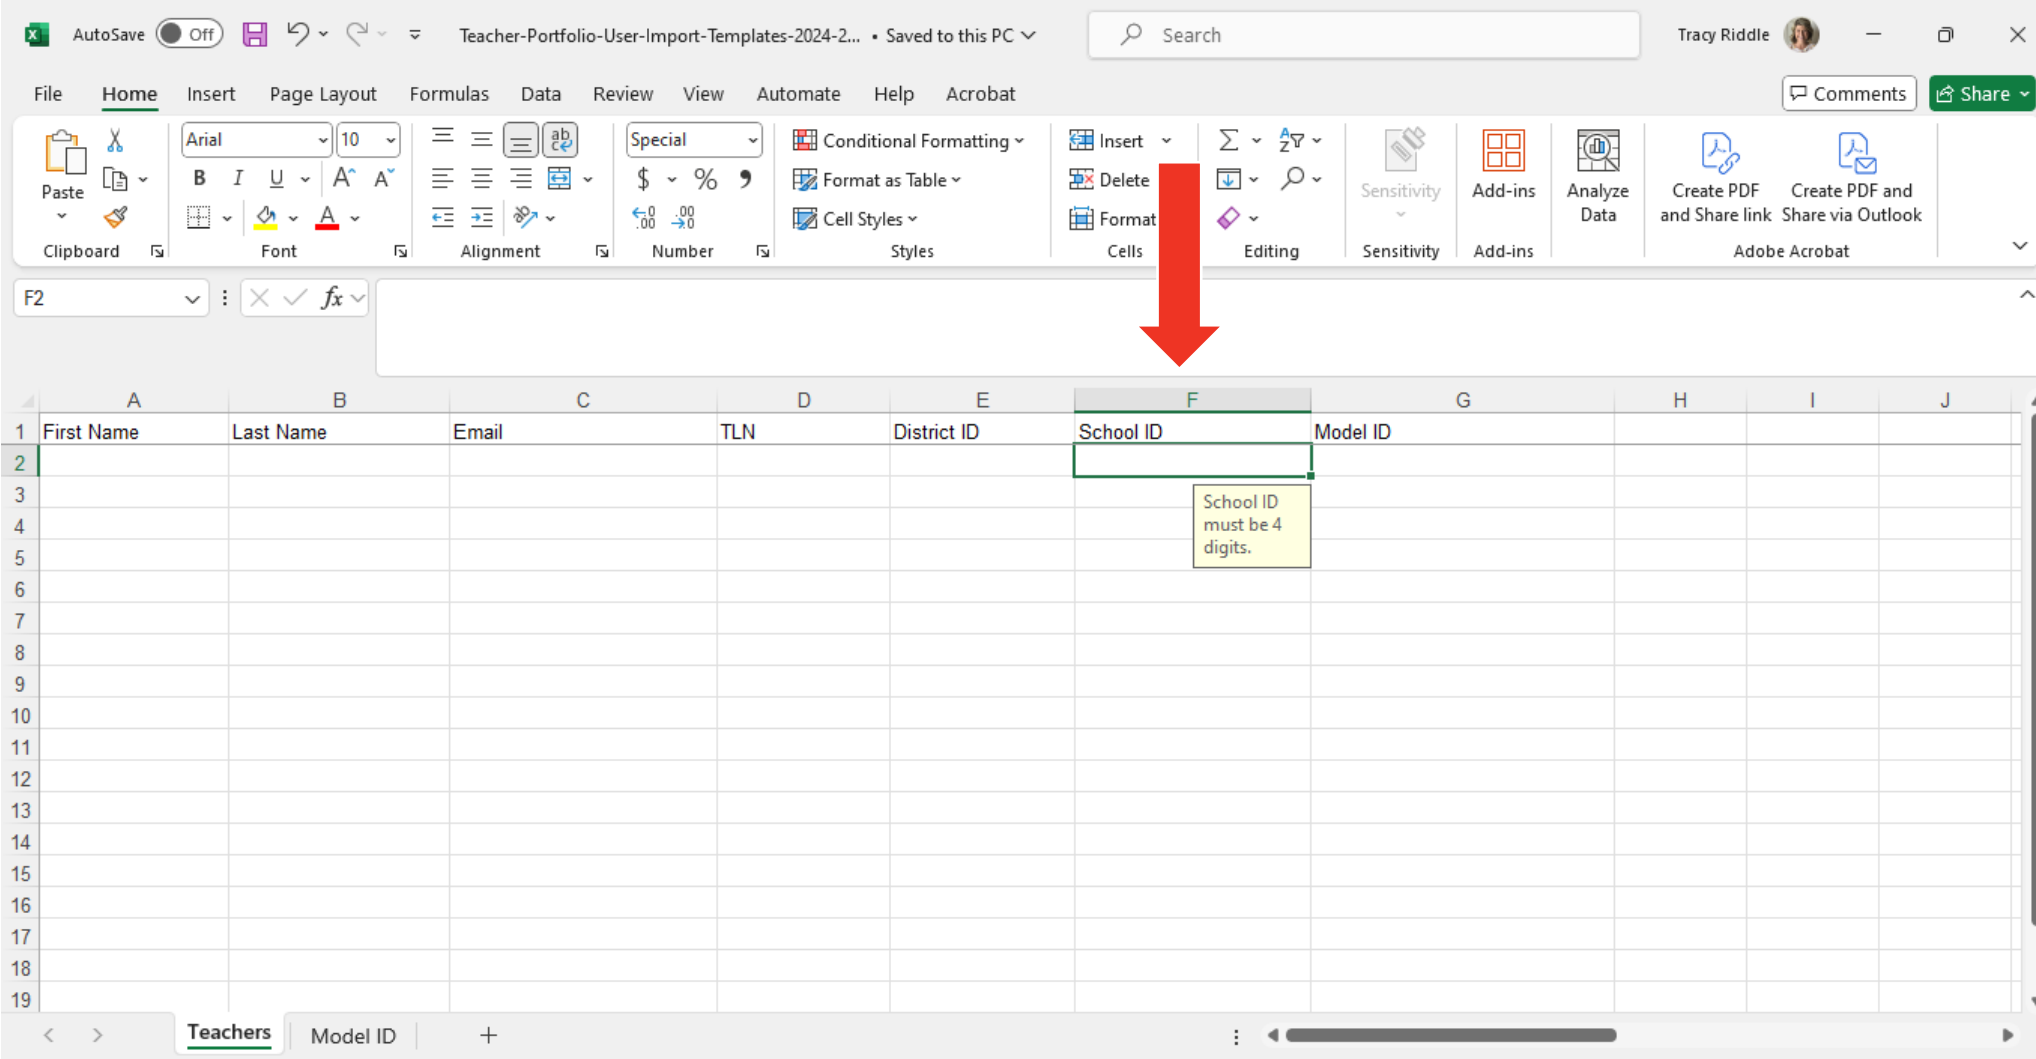 AutoSave Off Teacher-Portfolio-User-Import-Templates-2024-2... • Saved to this PC Search Tracy Riddle
File Home Insert Page Layout Formulas Data Review View Automate Help Acrobat Comments Share
Paste
Clipboard
Arial 10
B I U A A
A
Font
ab
c
Alignment
Special
$ % 9
.00 .00
Number
Conditional Formatting
Format as Table
Cell Styles
Styles
Insert
Delete
Format
Cells
Editing
Sensitivity
Sensitivity
Add-ins
Add-ins
Analyze
Data
Create PDF
and Share link
Create PDF and
Share via Outlook
Adobe Acrobat
F2 fx
A B C D E F G H I J
1 First Name Last Name Email TLN District ID School ID Model ID
2
3
School ID
must be 4
digits.
4
5
6
7
8
9
10
11
12
13
14
15
16
17
18
19
Teachers Model ID +